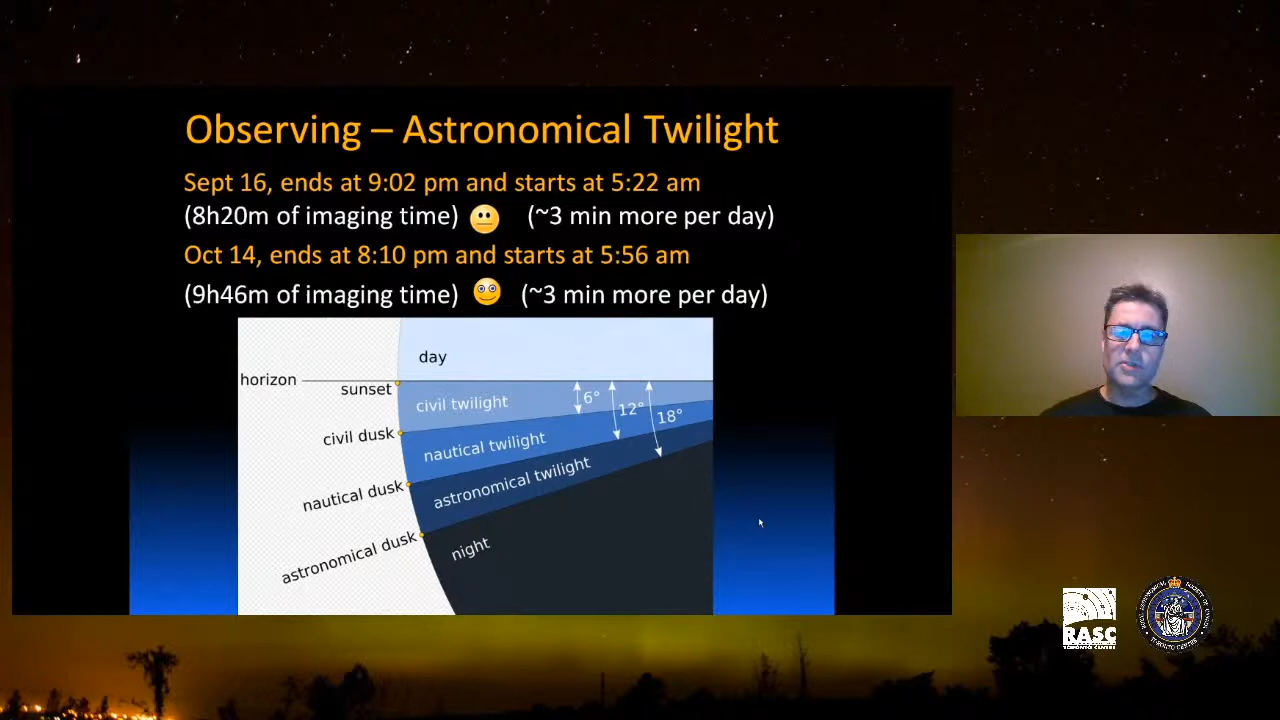 Observing – Astronomical Twilight
Sept 16, ends at 9:02 pm and starts at 5:22 am
(8h20m of imaging time) (~3 min more per day)
Oct 14, ends at 8:10 pm and starts at 5:56 am
(9h46m of imaging time) (~3 min more per day)
day
horizon
sunset
civil twilight
6°
12°
18°
civil dusk
nautical twilight
nautical dusk
astronomical twilight
astronomical dusk
night
RASC
TORONTO CENTRE